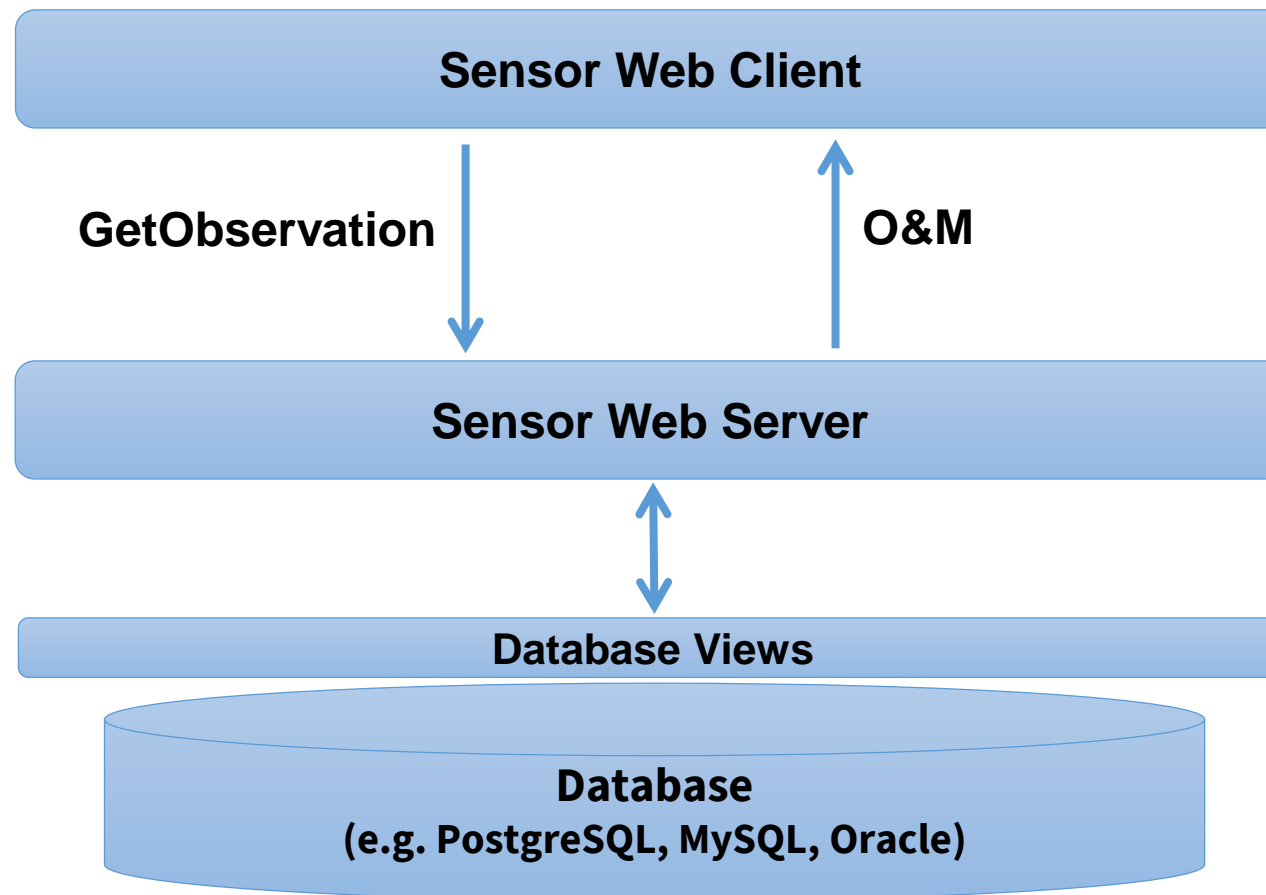 Sensor Web Client
GetObservation
O&M
Sensor Web Server
Database Views
Database
(e.g. PostgreSQL, MySQL, Oracle)